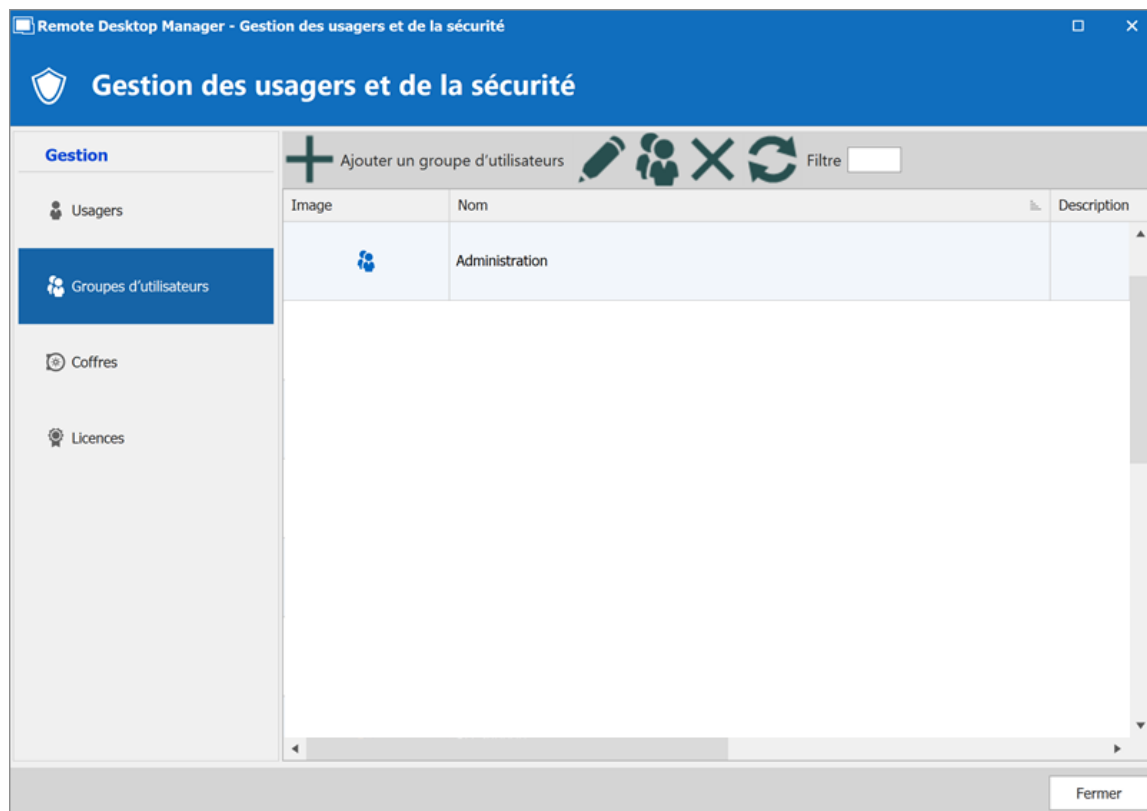 Remote Desktop Manager - Gestion des usagers et de la sécurité
Gestion des usagers et de la sécurité
Gestion
Usagers
Groupes d'utilisateurs
Coffres
Licences
Ajouter un groupe d'utilisateurs
Filtre
Image Nom Description
Administration
Fermer